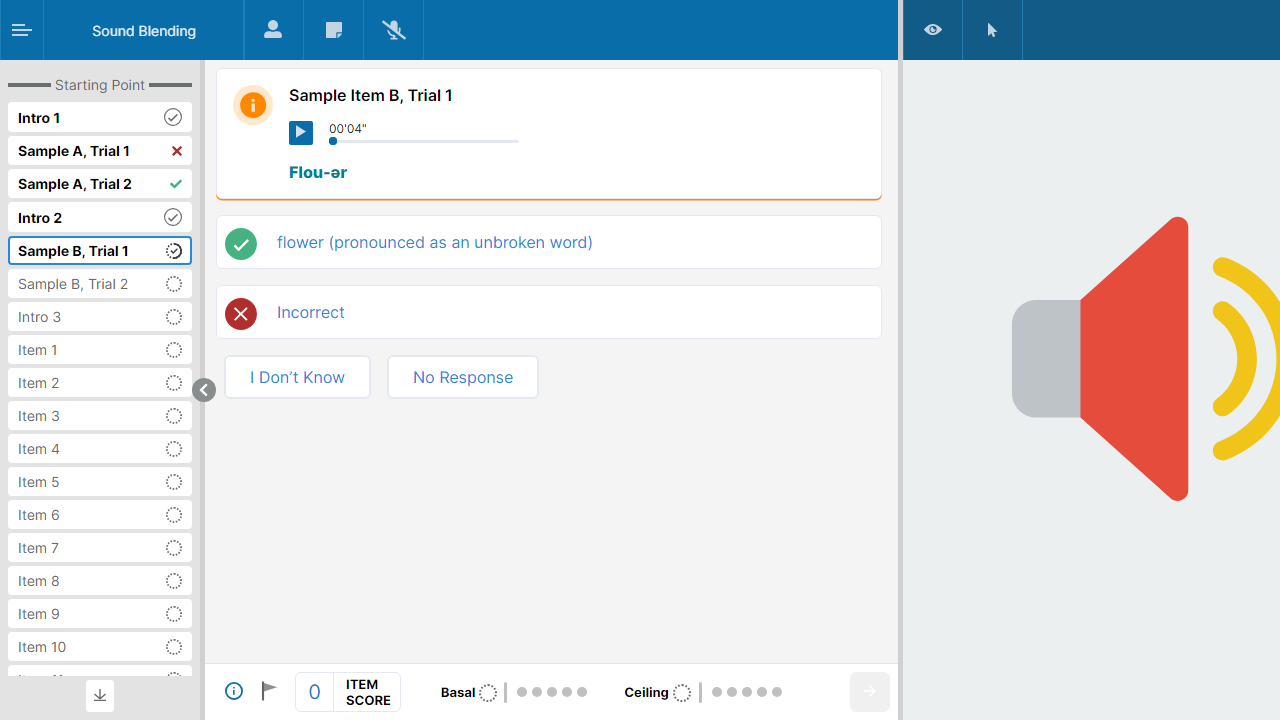 Sound Blending
Starting Point
Intro 1
Sample A, Trial 1
Sample A, Trial 2
Intro 2
Sample B, Trial 1
Sample B, Trial 2
Intro 3
Item 1
Item 2
Item 3
Item 4
Item 5
Item 6
Item 7
Item 8
Item 9
Item 10
Sample Item B, Trial 1
00'04"
Flou-ər
flower (pronounced as an unbroken word)
Incorrect
I Don’t Know
No Response
0
ITEM
SCORE
Basal
Ceiling